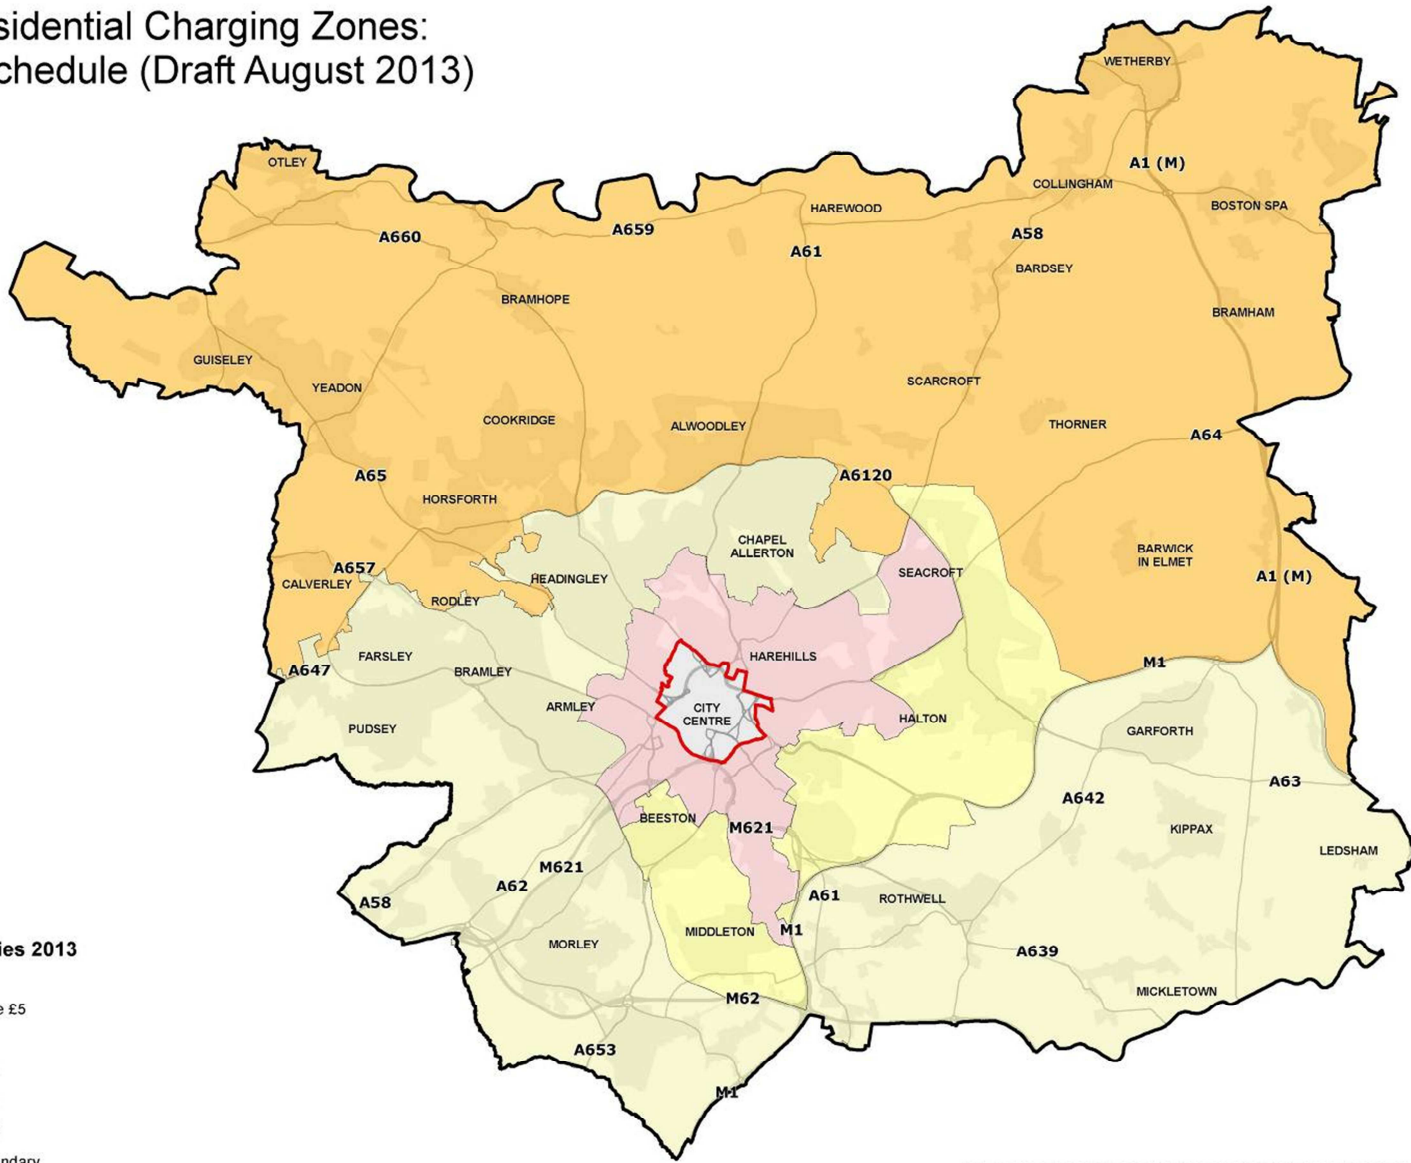 sidential Charging Zones:
chedule (Draft August 2013)
WETHERBY
OTLEY
A1 (M)
COLLINGHAM
HAREWOOD
BOSTON SPA
A660
A659
A61
A58
BARDSEY
BRAMHOPE
BRAMHAM
GUISELEY
YEADON
SCARCROFT
COOKRIDGE
ALWOODLEY
THORNER
A64
A65
A6120
HORSFORTH
CHAPEL
ALLERTON
BARWICK
IN ELMET
A657
CALVERLEY
HEADINGLEY
SEACROFT
A1 (M)
RODLEY
A647
FARSLEY
BRAMLEY
HAREHILLS
M1
ARMLEY
CITY
CENTRE
HALTON
PUDSEY
GARFORTH
A63
A642
BEESTON
M621
KIPPAX
LEDSHAM
M621
A62
A58
A61
ROTHWELL
MORLEY
MIDDLETON
M1
A639
ies 2013
MICKLETOWN
M62
e £5
A653
M1
ndary